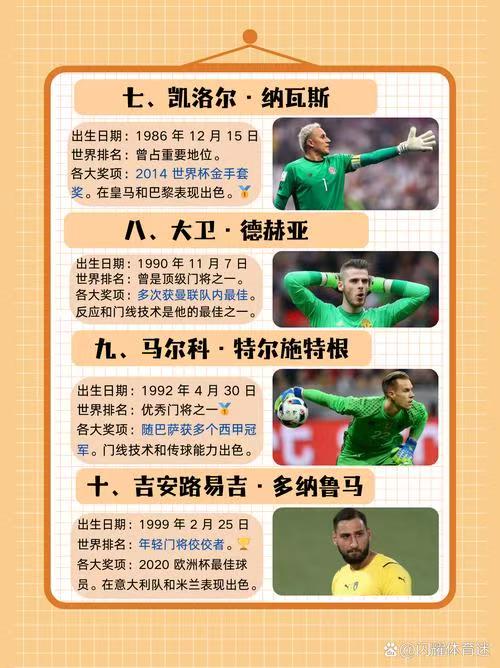 七、凯洛尔·纳瓦斯
出生日期：1986 年 12 月 15 日
世界排名：曾占重要地位。
各大奖项：2014 世界杯金手套
奖。在皇马和巴黎表现出色。🏅
八、大卫·德赫亚
出生日期：1990 年 11 月 7 日
世界排名：曾是顶级门将之一。
各大奖项：多次获曼联队内最佳。
反应和门线技术是他的最佳之一。
九、马尔科·特尔施特根
出生日期：1992 年 4 月 30 日
世界排名：优秀门将之一🏅
各大奖项：随巴萨获多个西甲冠
军。门线技术和传球能力出色。
十、吉安路易吉·多纳鲁马
出生日期：1999 年 2 月 25 日
世界排名：年轻门将佼佼者。🏆
各大奖项：2020 欧洲杯最佳球
员。在意大利队和米兰表现出色。
闪耀体育迷